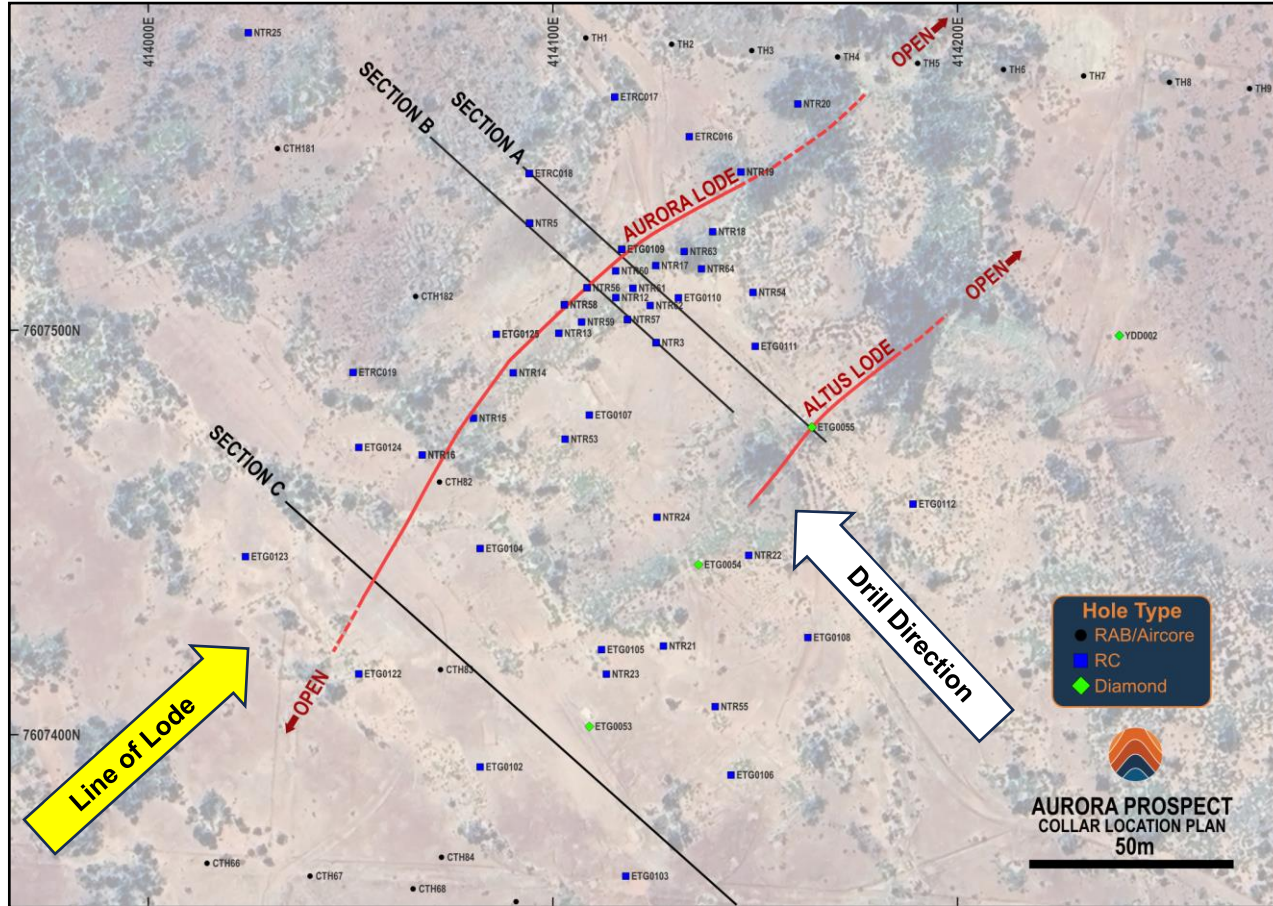 414000E
414100E
414200E
NTR25
TH1
TH2
TH3
TH4
TH5
TH6
TH7
TH8
TH9
OPEN
SECTION B
SECTION A
ETRC017
NTR20
ETRC016
CTH181
ETRC018
NTR19
AURORA LODE
NTR5
NTR18
ETG0109
NTR63
NTR17
NTR64
NTR60
OPEN
NTR56
NTR61
NTR54
CTH182
NTR12
ETG0110
NTR58
NTR62
NTR59
NTR57
7607500N
ETG0125
NTR13
YDD002
NTR3
ETG0111
ALTUS LODE
ETRC019
NTR14
NTR15
ETG0107
ETG0055
SECTION C
NTR53
ETG0124
NTR16
CTH82
ETG0112
NTR24
ETG0123
ETG0104
NTR22
ETG0054
Drill Direction
Hole Type
RAB/Aircore
RC
Diamond
ETG0108
ETG0105
NTR21
CTH83
ETG0122
NTR23
OPEN
Line of Lode
NTR55
ETG0053
7607400N
ETG0102
ETG0106
AURORA PROSPECT
COLLAR LOCATION PLAN
50m
CTH66
CTH84
CTH67
CTH68
ETG0103